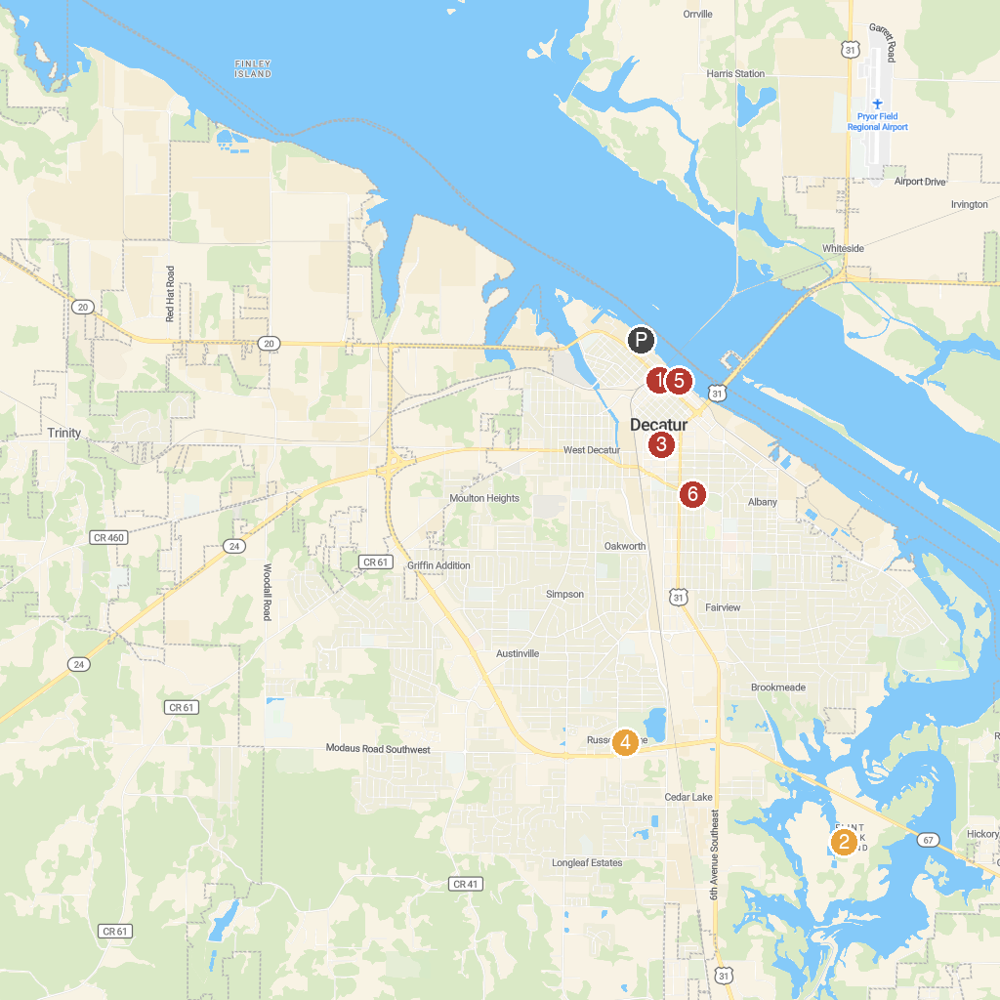 Orrville
Garrett Road
31
FINLEY
ISLAND
Harris Station
Pryor Field
Regional Airport
Airport Drive
Irvington
Whiteside
Red Hat Road
20
20
P
1
5
31
Decatur
Trinity
3
West Decatur
6
Moulton Heights
Albany
CR 460
24
Oakworth
CR 61
Griffin Addition
Woodall Road
Simpson
31
Fairview
Austinville
24
Brookmeade
CR 61
4
Modaus Road Southwest
Cedar Lake
6th Avenue Southeast
2
67
Hickory
Longleaf Estates
CR 41
CR 61
31